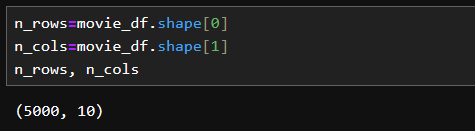 n_rows=movie_df.shape[0]
n_cols=movie_df.shape[1]
n_rows, n_cols
(5000, 10)